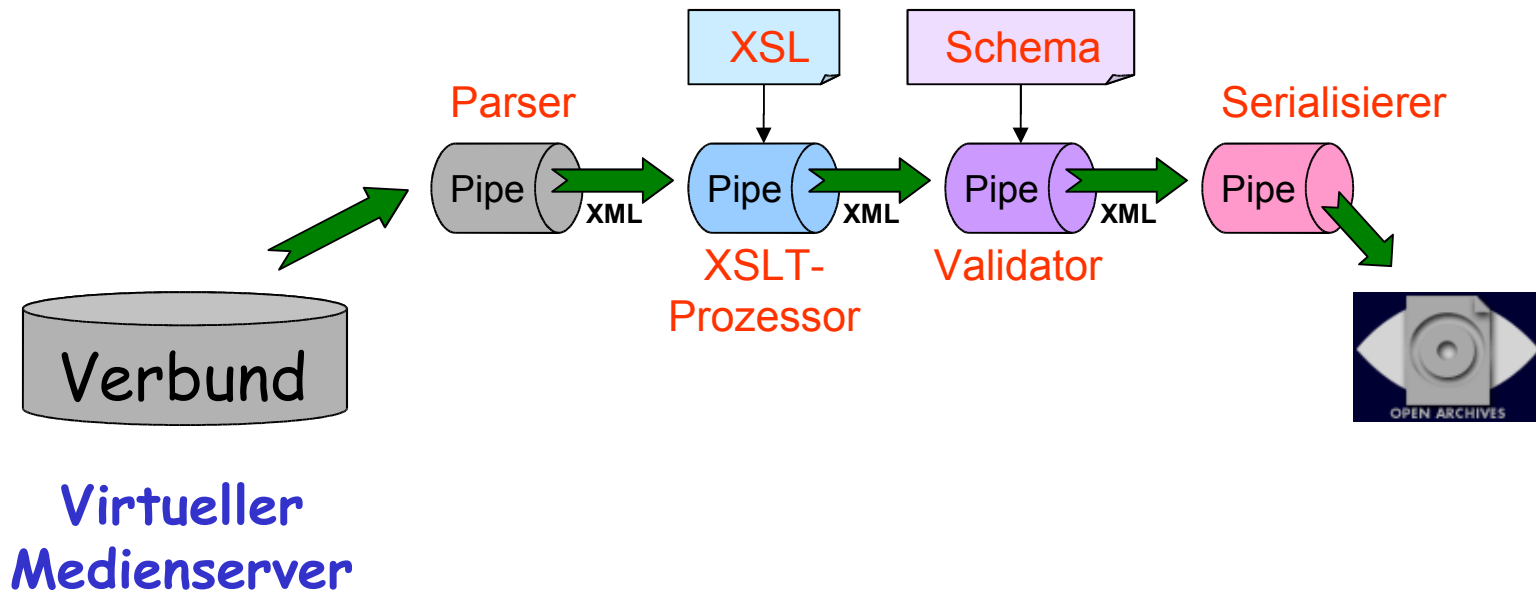 XSL
Schema
Parser
Serialisierer
Pipe
Pipe
Pipe
Pipe
XML
XML
XML
XSLT-
Prozessor
Validator
Verbund
OPEN ARCHIVES
Virtueller
Medienserver